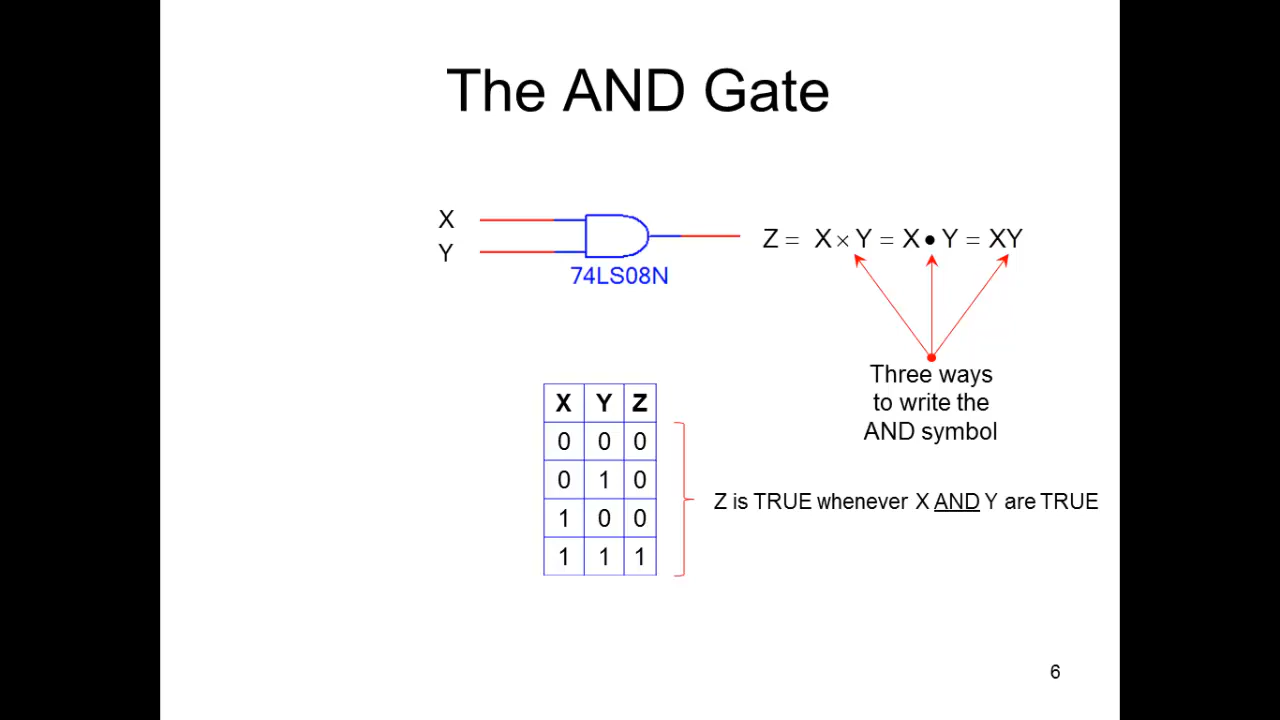 The AND Gate
X
Y
74LS08N
Z = X × Y = X • Y = XY
Three ways
to write the
AND symbol
X Y Z
0 0 0
0 1 0
1 0 0
1 1 1
Z is TRUE whenever X AND Y are TRUE
6